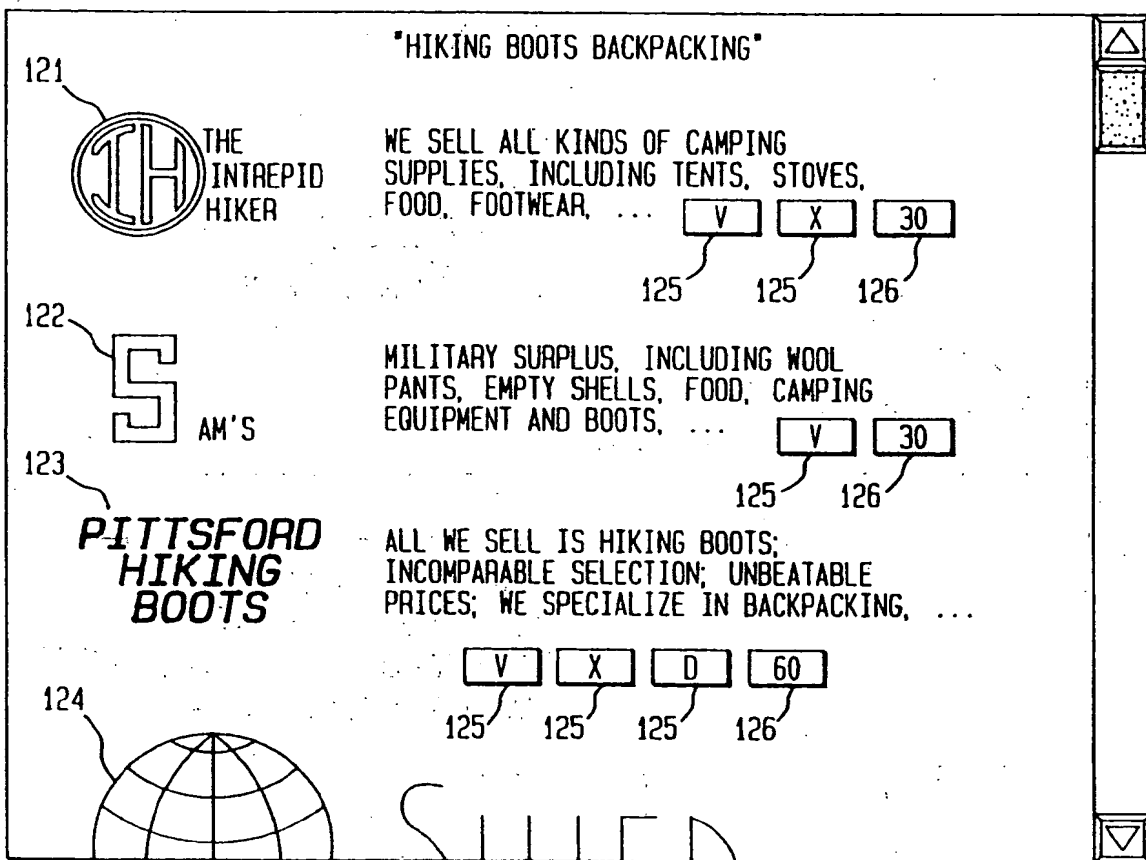 "HIKING BOOTS BACKPACKING"
121
IH
THE
INTREPID
HIKER
WE SELL ALL KINDS OF CAMPING
SUPPLIES, INCLUDING TENTS, STOVES,
FOOD, FOOTWEAR, ...
V X 30
125 125 126
122
S
AM'S
MILITARY SURPLUS, INCLUDING WOOL
PANTS, EMPTY SHELLS, FOOD, CAMPING
EQUIPMENT AND BOOTS, ...
V 30
125 126
123
PITTSFORD
HIKING
BOOTS
ALL WE SELL IS HIKING BOOTS;
INCOMPARABLE SELECTION; UNBEATABLE
PRICES; WE SPECIALIZE IN BACKPACKING, ...
V X D 60
125 125 125 126
124